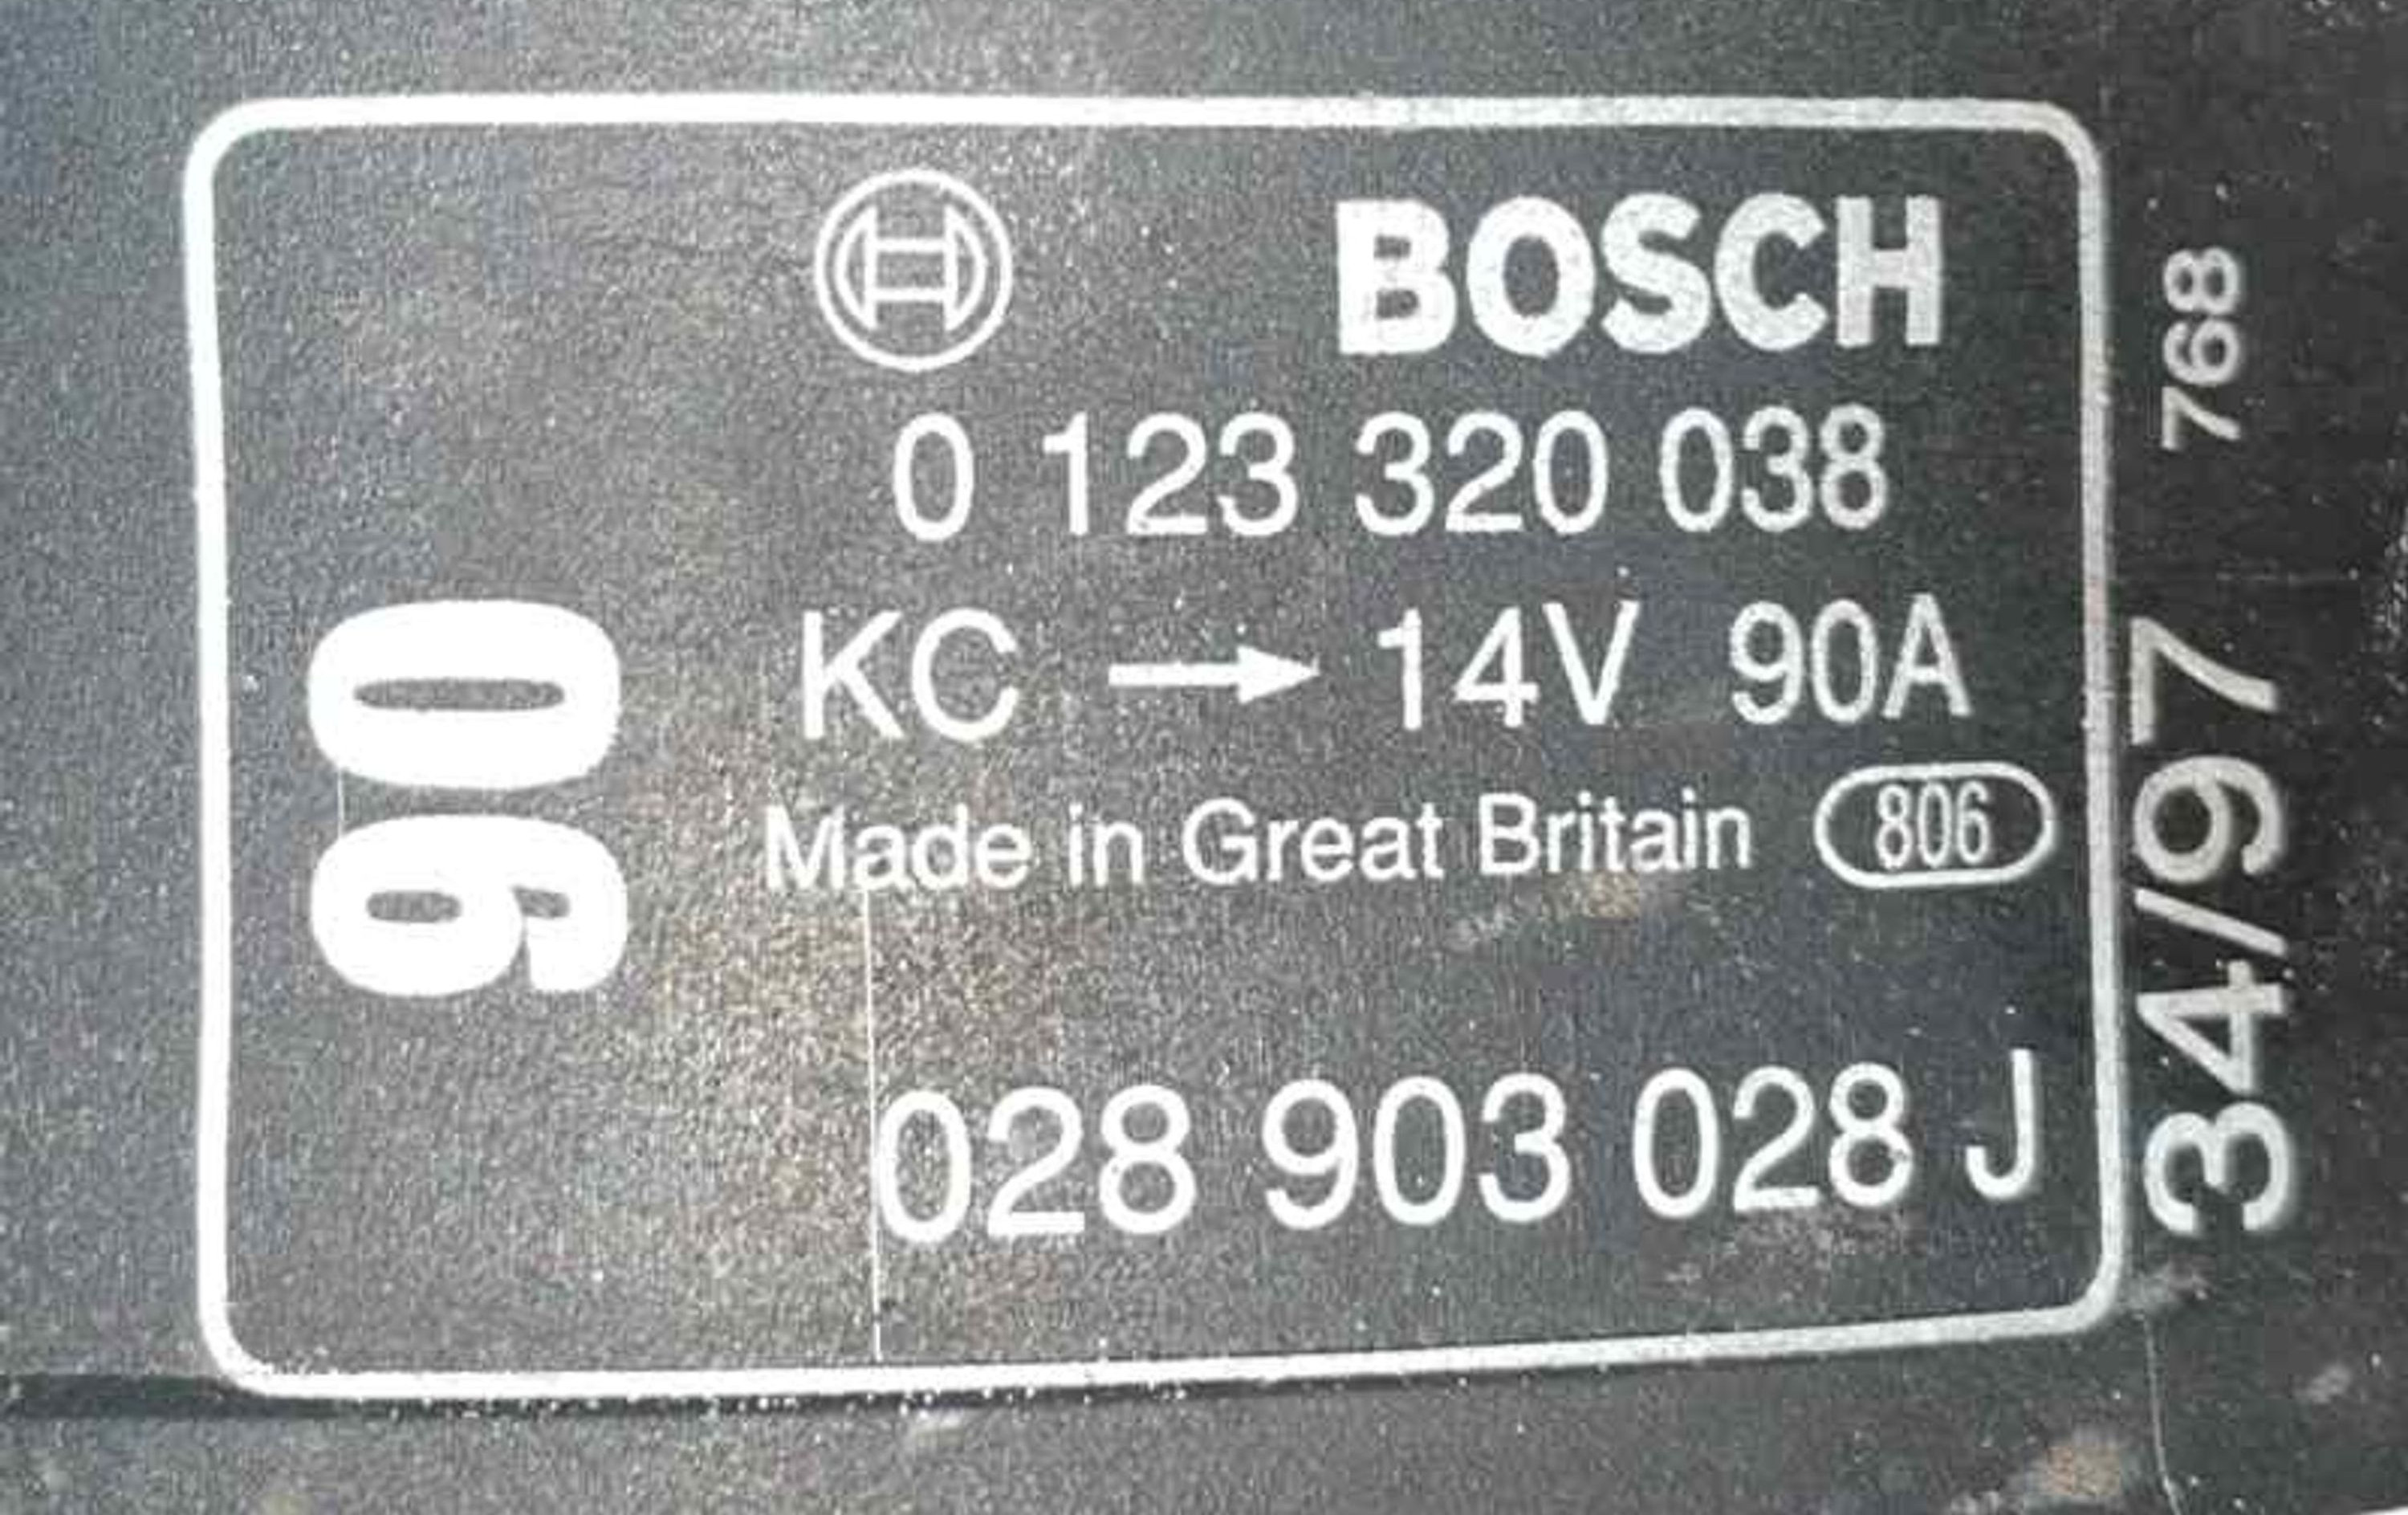 BOSCH
0 123 320 038
KC → 14V 90A
Made in Great Britain 806
028 903 028 J
90
34/97 768